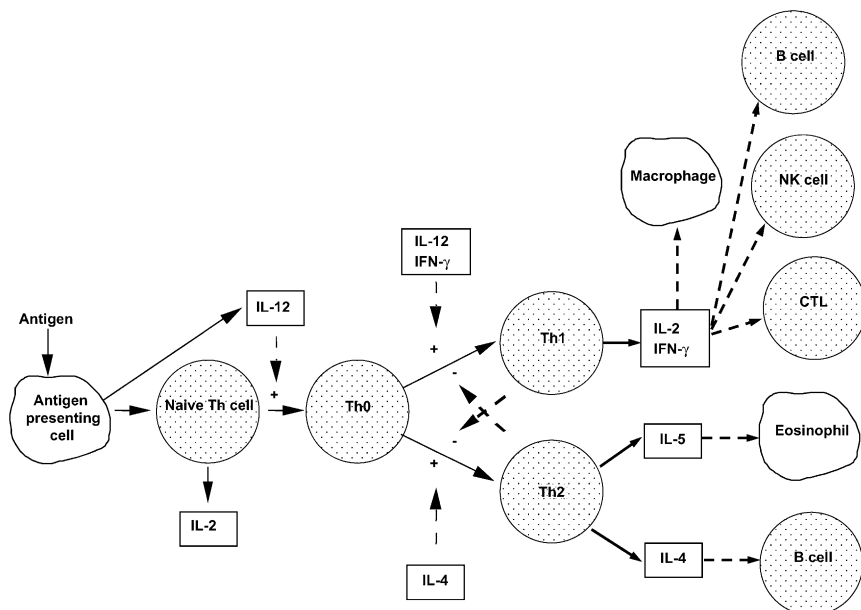 B cell
Macrophage
NK cell
IL-12
IFN-γ
IL-12
CTL
Antigen
Th1
IL-2
IFN-γ
+
+
-
Antigen
presenting
cell
Naive Th cell
Th0
-
+
IL-5
Eosinophil
Th2
IL-2
IL-4
IL-4
B cell